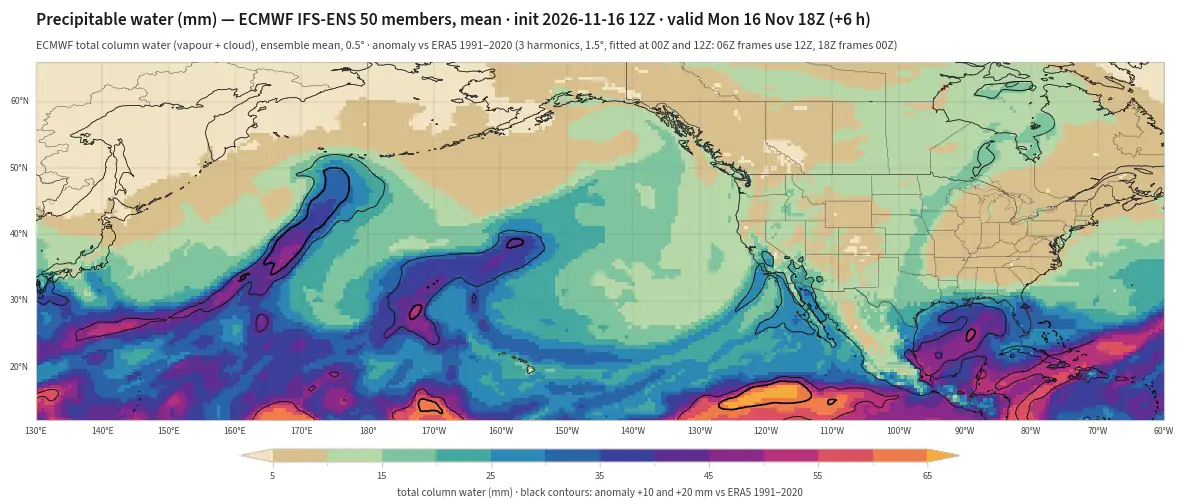 Precipitable water (mm) — ECMWF IFS-ENS 50 members, mean · init 2026-11-16 12Z · valid Mon 16 Nov 18Z (+6 h)
ECMWF total column water (vapour + cloud), ensemble mean, 0.5° · anomaly vs ERA5 1991–2020 (3 harmonics, 1.5°, fitted at 00Z and 12Z: 06Z frames use 12Z, 18Z frames 00Z)
60°N
50°N
40°N
30°N
20°N
130°E 140°E 150°E 160°E 170°E 180° 170°W 160°W 150°W 140°W 130°W 120°W 110°W 100°W 90°W 80°W 70°W 60°W
5 15 25 35 45 55 65
total column water (mm) · black contours: anomaly +10 and +20 mm vs ERA5 1991–2020